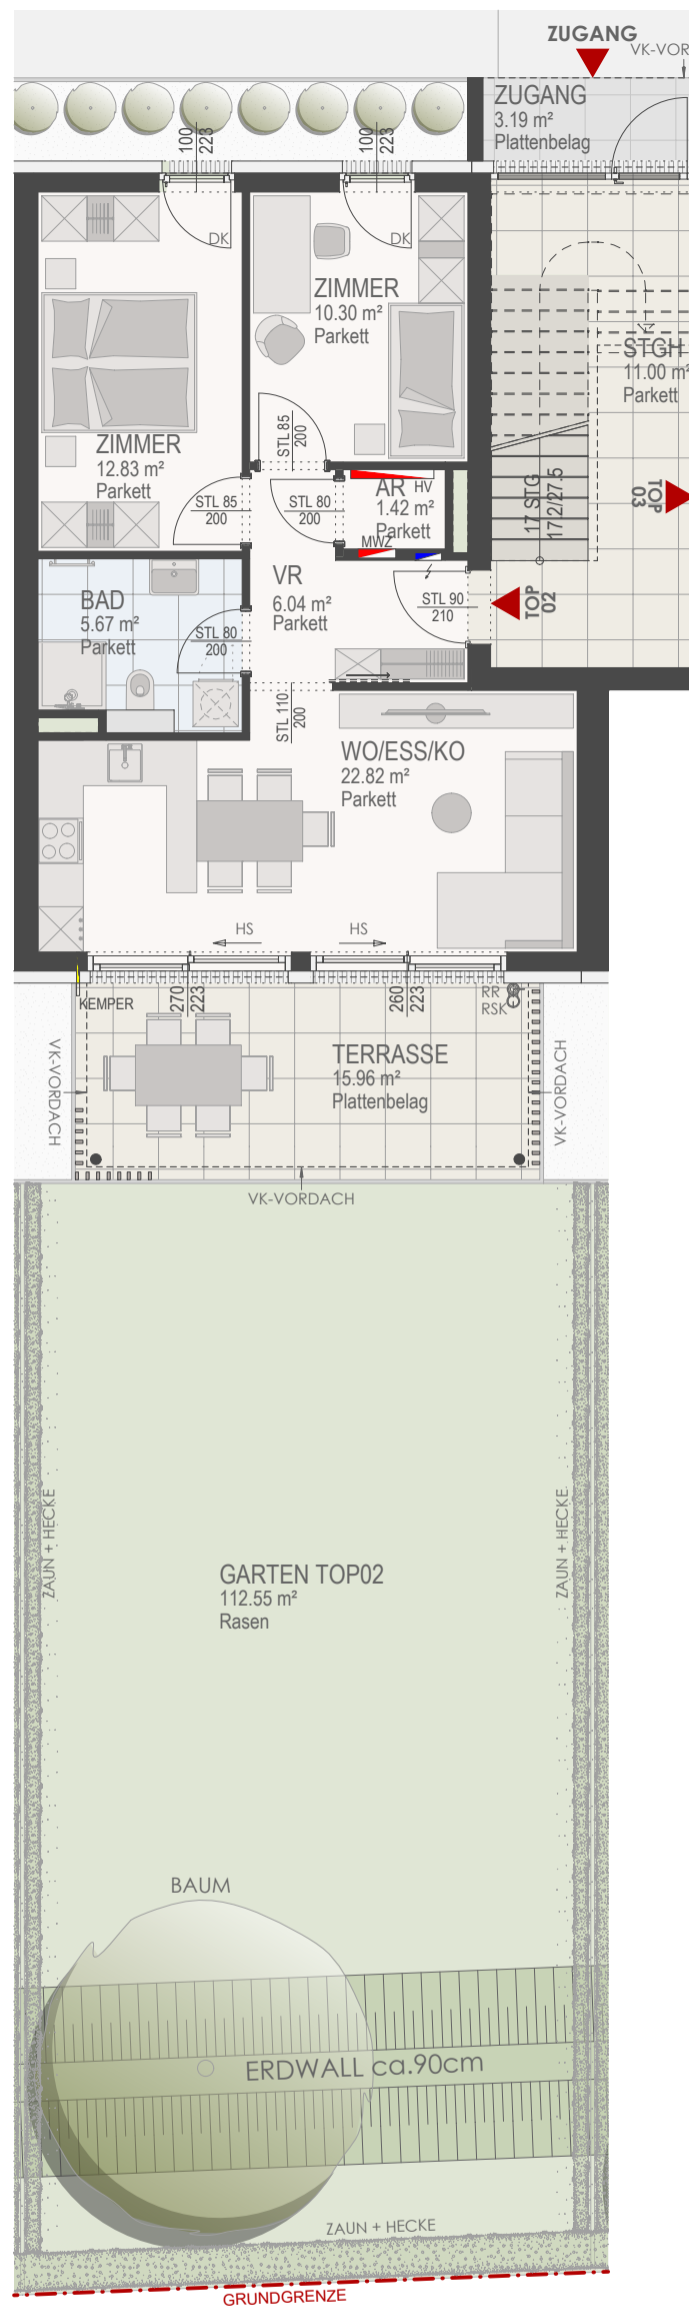 ZUGANG
VK-VOR
ZUGANG
3.19 m²
Plattenbelag
100
223
100
223
DK
DK
ZIMMER
10.30 m²
Parkett
STGH
11.00 m²
Parkett
ZIMMER
12.83 m²
Parkett
STL 85
200
STL 85
200
STL 80
200
AR
HV
1.42 m²
Parkett
MWZ
17 STG
17.2/27.5
TOP
03
VR
6.04 m²
Parkett
BAD
5.67 m²
Parkett
STL 80
200
STL 90
210
TOP
02
STL 110
200
WO/ESS/KO
22.82 m²
Parkett
HS
HS
KEMPER
270
223
260
223
RR
RSK
VK-VORDACH
TERRASSE
15.96 m²
Plattenbelag
VK-VORDACH
VK-VORDACH
ZAUN + HECKE
ZAUN + HECKE
GARTEN TOP02
112.55 m²
Rasen
BAUM
ERDWALL ca.90cm
ZAUN + HECKE
GRUNDGRENZE